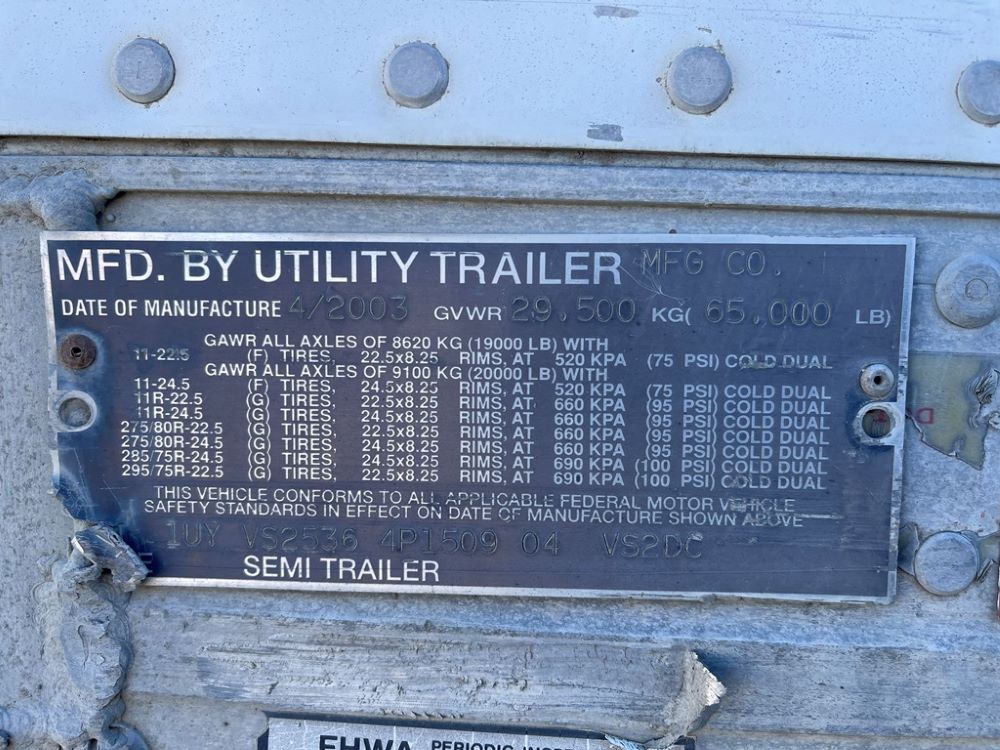 MFD. BY UTILITY TRAILER MFG CO.
DATE OF MANUFACTURE 4/2003 GVWR 29.500 KG( 65.000 LB)
GAWR ALL AXLES OF 8620 KG (19000 LB) WITH
11-22.5 (F) TIRES, 22.5x8.25 RIMS, AT 520 KPA (75 PSI) COLD DUAL
GAWR ALL AXLES OF 9100 KG (20000 LB) WITH
11-24.5 (F) TIRES, 24.5x8.25 RIMS, AT 520 KPA (75 PSI) COLD DUAL
11R-22.5 (G) TIRES, 22.5x8.25 RIMS, AT 660 KPA (95 PSI) COLD DUAL
11R-24.5 (G) TIRES, 24.5x8.25 RIMS, AT 660 KPA (95 PSI) COLD DUAL
275/80R-22.5 (G) TIRES, 22.5x8.25 RIMS, AT 660 KPA (95 PSI) COLD DUAL
275/80R-24.5 (G) TIRES, 24.5x8.25 RIMS, AT 660 KPA (95 PSI) COLD DUAL
285/75R-24.5 (G) TIRES, 24.5x8.25 RIMS, AT 690 KPA (100 PSI) COLD DUAL
295/75R-22.5 (G) TIRES, 22.5x8.25 RIMS, AT 690 KPA (100 PSI) COLD DUAL
THIS VEHICLE CONFORMS TO ALL APPLICABLE FEDERAL MOTOR VEHICLE
SAFETY STANDARDS IN EFFECT ON DATE OF MANUFACTURE SHOWN ABOVE
1UY VS2536 4P1509 04 VS2DC
SEMI TRAILER
FHWA PERIODIC